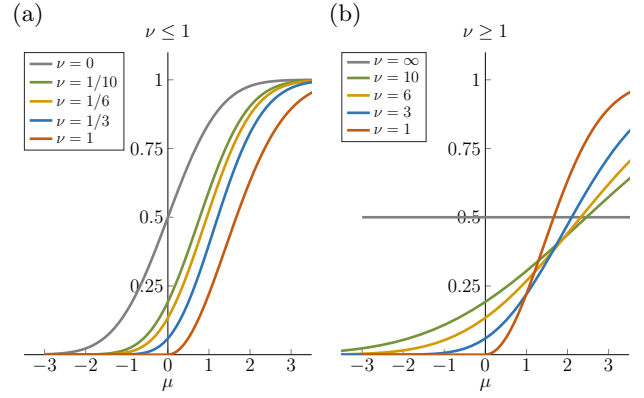 (a)
ν ≤ 1
ν = 0
ν = 1/10
ν = 1/6
ν = 1/3
ν = 1
1
0.75
0.5
0.25
−3 −2 −1 0 1 2 3
μ
(b)
ν ≥ 1
ν = ∞
ν = 10
ν = 6
ν = 3
ν = 1
1
0.75
0.5
0.25
−3 −2 −1 0 1 2 3
μ